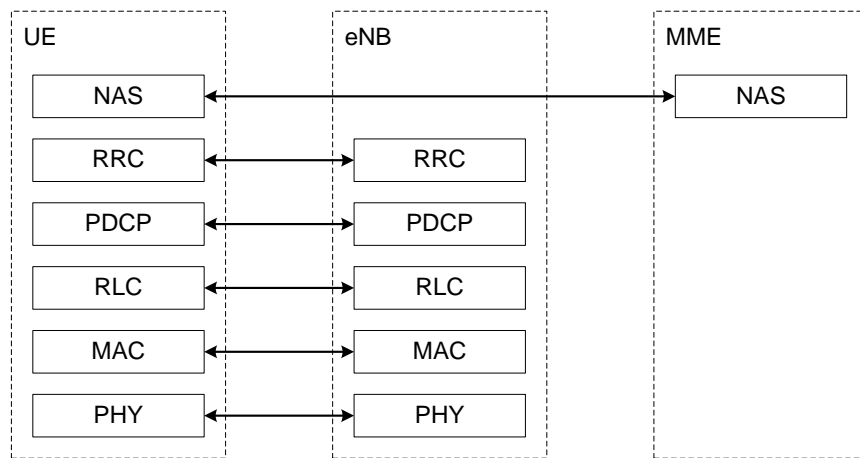 UE eNB MME
NAS NAS
RRC RRC
PDCP PDCP
RLC RLC
MAC MAC
PHY PHY